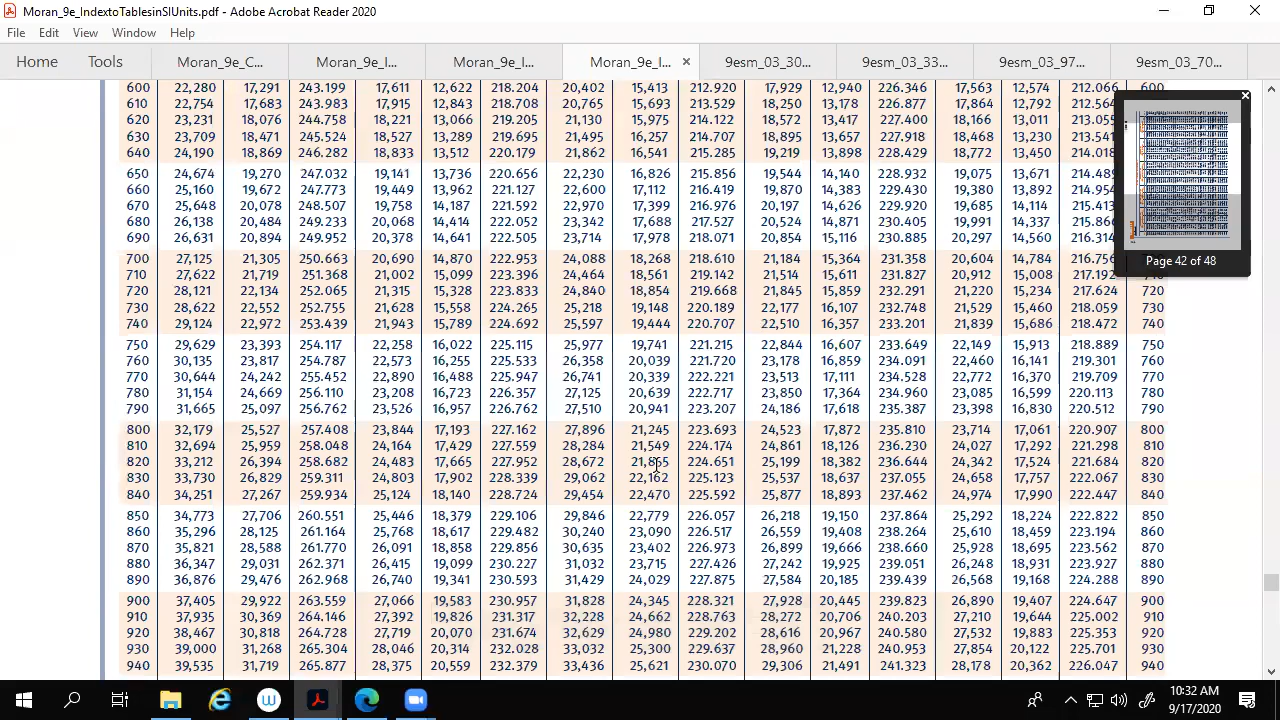 Moran_9e_IndextoTablesinSIUnits.pdf - Adobe Acrobat Reader 2020
File Edit View Window Help
Home Tools Moran_9e_C... Moran_9e_I... Moran_9e_I... Moran_9e_I... × 9esm_03_30... 9esm_03_33... 9esm_03_97... 9esm_03_70...
600 22,280 17,291 243.199 17,611 12,622 218.204 20,402 15,413 212.920 17,929 12,940 226.346 17,563 12,574 212.066 600
610 22,754 17,683 243.983 17,915 12,843 218.708 20,765 15,693 213.529 18,250 13,178 226.877 17,864 12,792 212.564
620 23,231 18,076 244.758 18,221 13,066 219.205 21,130 15,975 214.122 18,572 13,417 227.400 18,166 13,011 213.055
630 23,709 18,471 245.524 18,527 13,289 219.695 21,495 16,257 214.707 18,895 13,657 227.918 18,468 13,230 213.541
640 24,190 18,869 246.282 18,833 13,512 220.179 21,862 16,541 215.285 19,219 13,898 228.429 18,772 13,450 214.018
650 24,674 19,270 247.032 19,141 13,736 220.656 22,230 16,826 215.856 19,544 14,140 228.932 19,075 13,671 214.489
660 25,160 19,672 247.773 19,449 13,962 221.127 22,600 17,112 216.419 19,870 14,383 229.430 19,380 13,892 214.954
670 25,648 20,078 248.507 19,758 14,187 221.592 22,970 17,399 216.976 20,197 14,626 229.920 19,685 14,114 215.413
680 26,138 20,484 249.233 20,068 14,414 222.052 23,342 17,688 217.527 20,524 14,871 230.405 19,991 14,337 215.866
690 26,631 20,894 249.952 20,378 14,641 222.505 23,714 17,978 218.071 20,854 15,116 230.885 20,297 14,560 216.314
700 27,125 21,305 250.663 20,690 14,870 222.953 24,088 18,268 218.610 21,184 15,364 231.358 20,604 14,784 216.756
710 27,622 21,719 251.368 21,002 15,099 223.396 24,464 18,561 219.142 21,514 15,611 231.827 20,912 15,008 217.192
720 28,121 22,134 252.065 21,315 15,328 223.833 24,840 18,854 219.668 21,845 15,859 232.291 21,220 15,234 217.624 720
730 28,622 22,552 252.755 21,628 15,558 224.265 25,218 19,148 220.189 22,177 16,107 232.748 21,529 15,460 218.059 730
740 29,124 22,972 253.439 21,943 15,789 224.692 25,597 19,444 220.707 22,510 16,357 233.201 21,839 15,686 218.472 740
750 29,629 23,393 254.117 22,258 16,022 225.115 25,977 19,741 221.215 22,844 16,607 233.649 22,149 15,913 218.889 750
760 30,135 23,817 254.787 22,573 16,255 225.533 26,358 20,039 221.720 23,178 16,859 234.091 22,460 16,141 219.301 760
770 30,644 24,242 255.452 22,890 16,488 225.947 26,741 20,339 222.221 23,513 17,111 234.528 22,772 16,370 219.709 770
780 31,154 24,669 256.110 23,208 16,723 226.357 27,125 20,639 222.717 23,850 17,364 234.960 23,085 16,599 220.113 780
790 31,665 25,097 256.762 23,526 16,957 226.762 27,510 20,941 223.207 24,186 17,618 235.387 23,398 16,830 220.512 790
800 32,179 25,527 257.408 23,844 17,193 227.162 27,896 21,245 223.693 24,523 17,872 235.810 23,714 17,061 220.907 800
810 32,694 25,959 258.048 24,164 17,429 227.559 28,284 21,549 224.174 24,861 18,126 236.230 24,027 17,292 221.298 810
820 33,212 26,394 258.682 24,483 17,665 227.952 28,672 21,855 224.651 25,199 18,382 236.644 24,342 17,524 221.684 820
830 33,730 26,829 259.311 24,803 17,902 228.339 29,062 22,162 225.123 25,537 18,637 237.055 24,658 17,757 222.067 830
840 34,251 27,267 259.934 25,124 18,140 228.724 29,454 22,470 225.592 25,877 18,893 237.462 24,974 17,990 222.447 840
850 34,773 27,706 260.551 25,446 18,379 229.106 29,846 22,779 226.057 26,218 19,150 237.864 25,292 18,224 222.822 850
860 35,296 28,125 261.164 25,768 18,617 229.482 30,240 23,090 226.517 26,559 19,408 238.264 25,610 18,459 223.194 860
870 35,821 28,588 261.770 26,091 18,858 229.856 30,635 23,402 226.973 26,899 19,666 238.660 25,928 18,695 223.562 870
880 36,347 29,031 262.371 26,415 19,099 230.227 31,032 23,715 227.426 27,242 19,925 239.051 26,248 18,931 223.927 880
890 36,876 29,476 262.968 26,740 19,341 230.593 31,429 24,029 227.875 27,584 20,185 239.439 26,568 19,168 224.288 890
900 37,405 29,922 263.559 27,066 19,583 230.957 31,828 24,345 228.321 27,928 20,445 239.823 26,890 19,407 224.647 900
910 37,935 30,369 264.146 27,392 19,826 231.317 32,228 24,662 228.763 28,272 20,706 240.203 27,210 19,644 225.002 910
920 38,467 30,818 264.728 27,719 20,070 231.674 32,629 24,980 229.202 28,616 20,967 240.580 27,532 19,883 225.353 920
930 39,000 31,268 265.304 28,046 20,314 232.028 33,032 25,300 229.637 28,960 21,228 240.953 27,854 20,122 225.701 930
940 39,535 31,719 265.877 28,375 20,559 232.379 33,436 25,621 230.070 29,306 21,491 241.323 28,178 20,362 226.047 940
Page 42 of 48
10:32 AM
9/17/2020